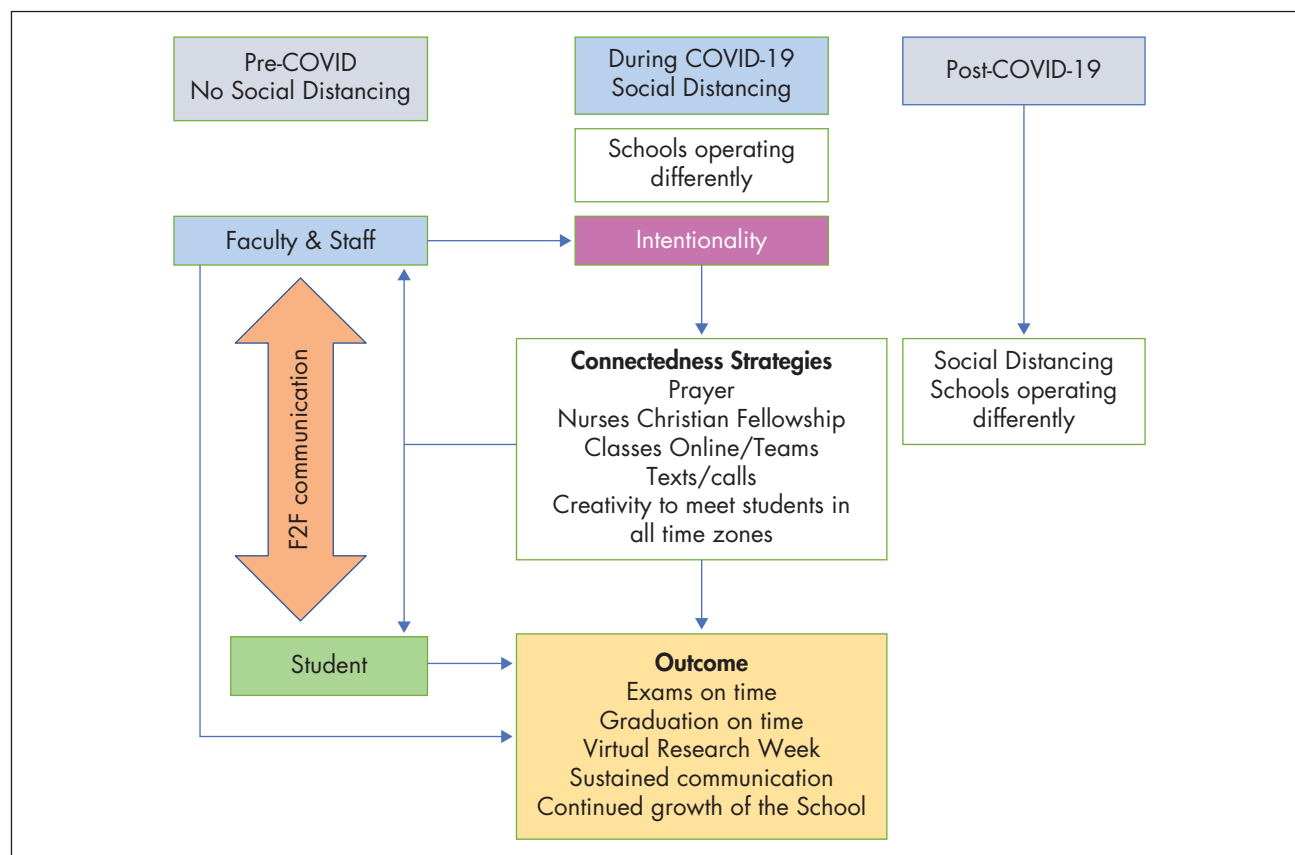 Pre-COVID
No Social Distancing
During COVID-19
Social Distancing
Post-COVID-19
Schools operating
differently
Faculty & Staff
Intentionality
F2F communication
Connectedness Strategies
Prayer
Nurses Christian Fellowship
Classes Online/Teams
Texts/calls
Creativity to meet students in
all time zones
Social Distancing
Schools operating
differently
Student
Outcome
Exams on time
Graduation on time
Virtual Research Week
Sustained communication
Continued growth of the School